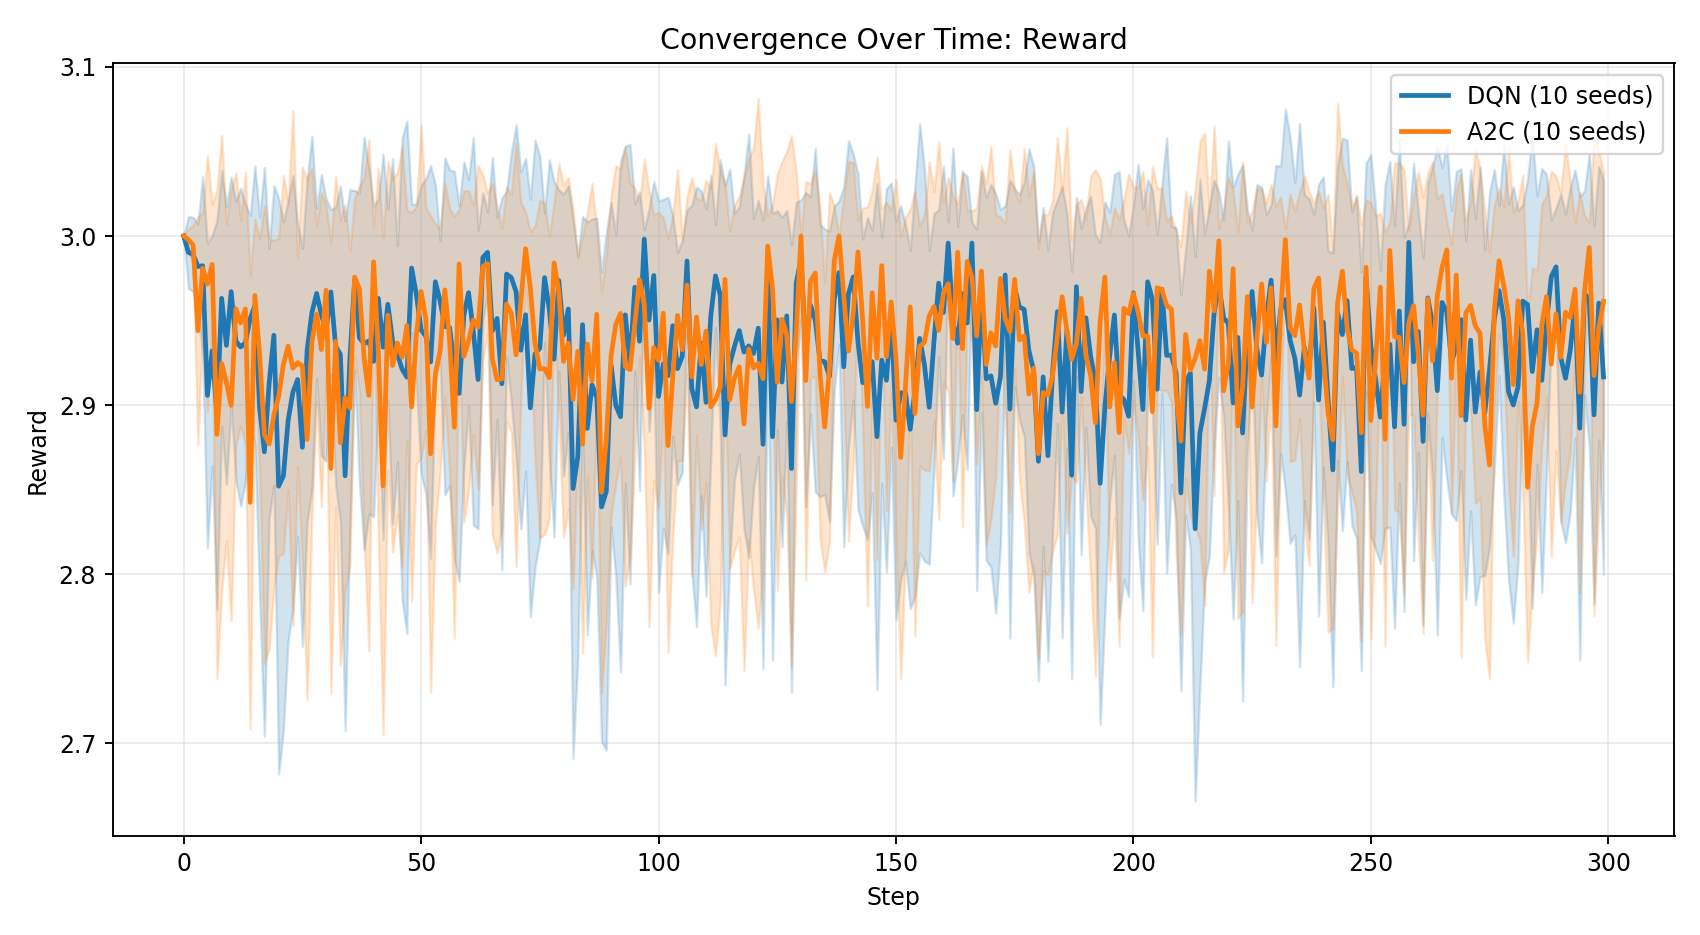 Convergence Over Time: Reward
DQN (10 seeds)
A2C (10 seeds)
Reward
3.1
3.0
2.9
2.8
2.7
0 50 100 150 200 250 300
Step